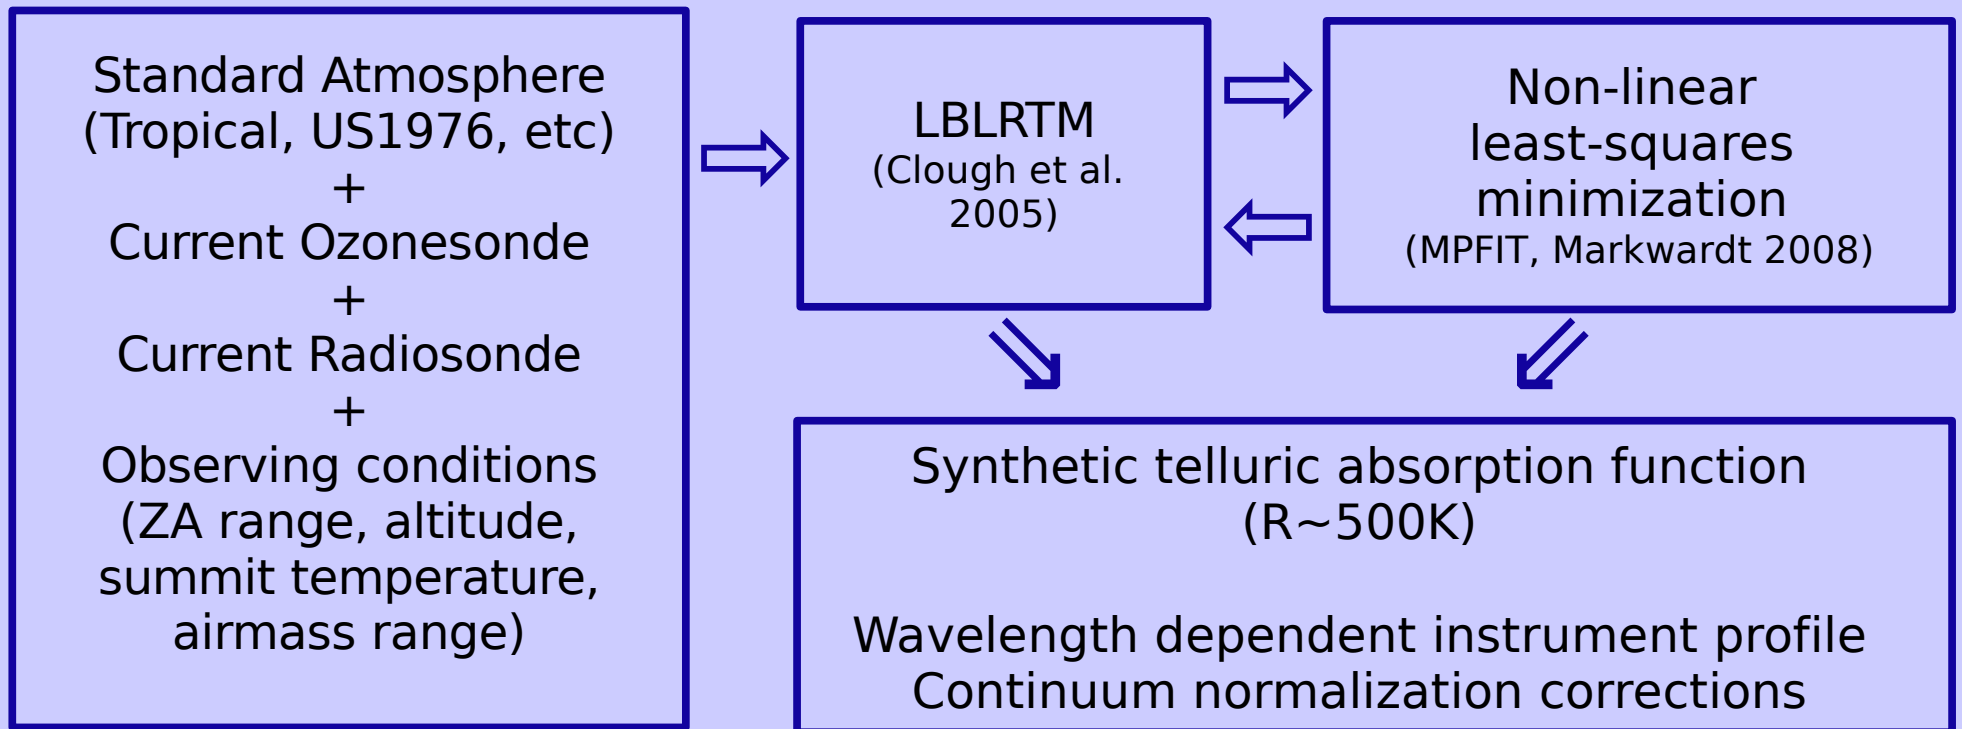 Standard Atmosphere
(Tropical, US1976, etc)
+
Current Ozonesonde
+
Current Radiosonde
+
Observing conditions
(ZA range, altitude,
summit temperature,
airmass range)
LBLRTM
(Clough et al.
2005)
Non-linear
least-squares
minimization
(MPFIT, Markwardt 2008)
Synthetic telluric absorption function
(R~500K)
Wavelength dependent instrument profile
Continuum normalization corrections